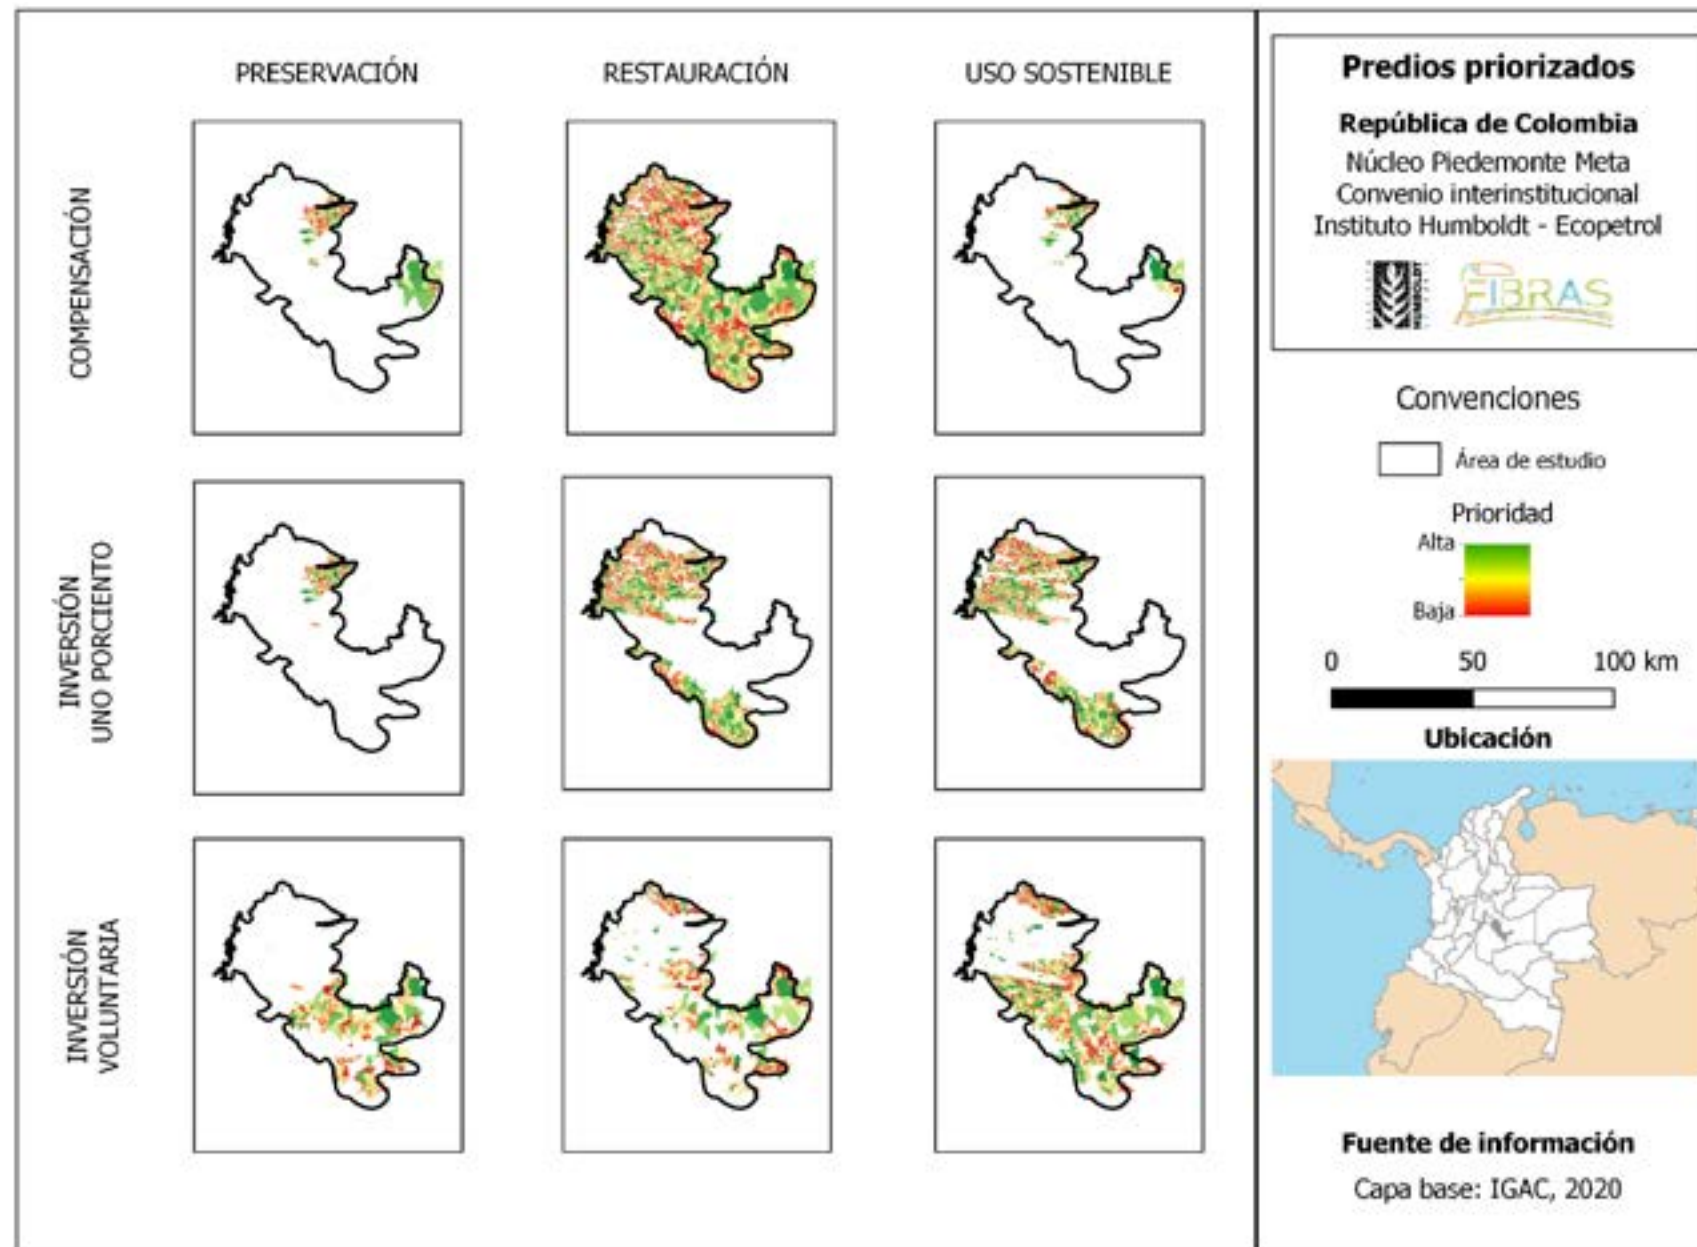 PRESERVACIÓN
RESTAURACIÓN
USO SOSTENIBLE
COMPENSACIÓN
INVERSIÓN
UNO PORCIENTO
INVERSIÓN
VOLUNTARIA
Predios priorizados
República de Colombia
Núcleo Piedemonte Meta
Convenio interinstitucional
Instituto Humboldt - Ecopetrol
HUMBOLDT
FIBRAS
Convenciones
Área de estudio
Prioridad
Alta
Baja
0 50 100 km
Ubicación
Fuente de información
Capa base: IGAC, 2020